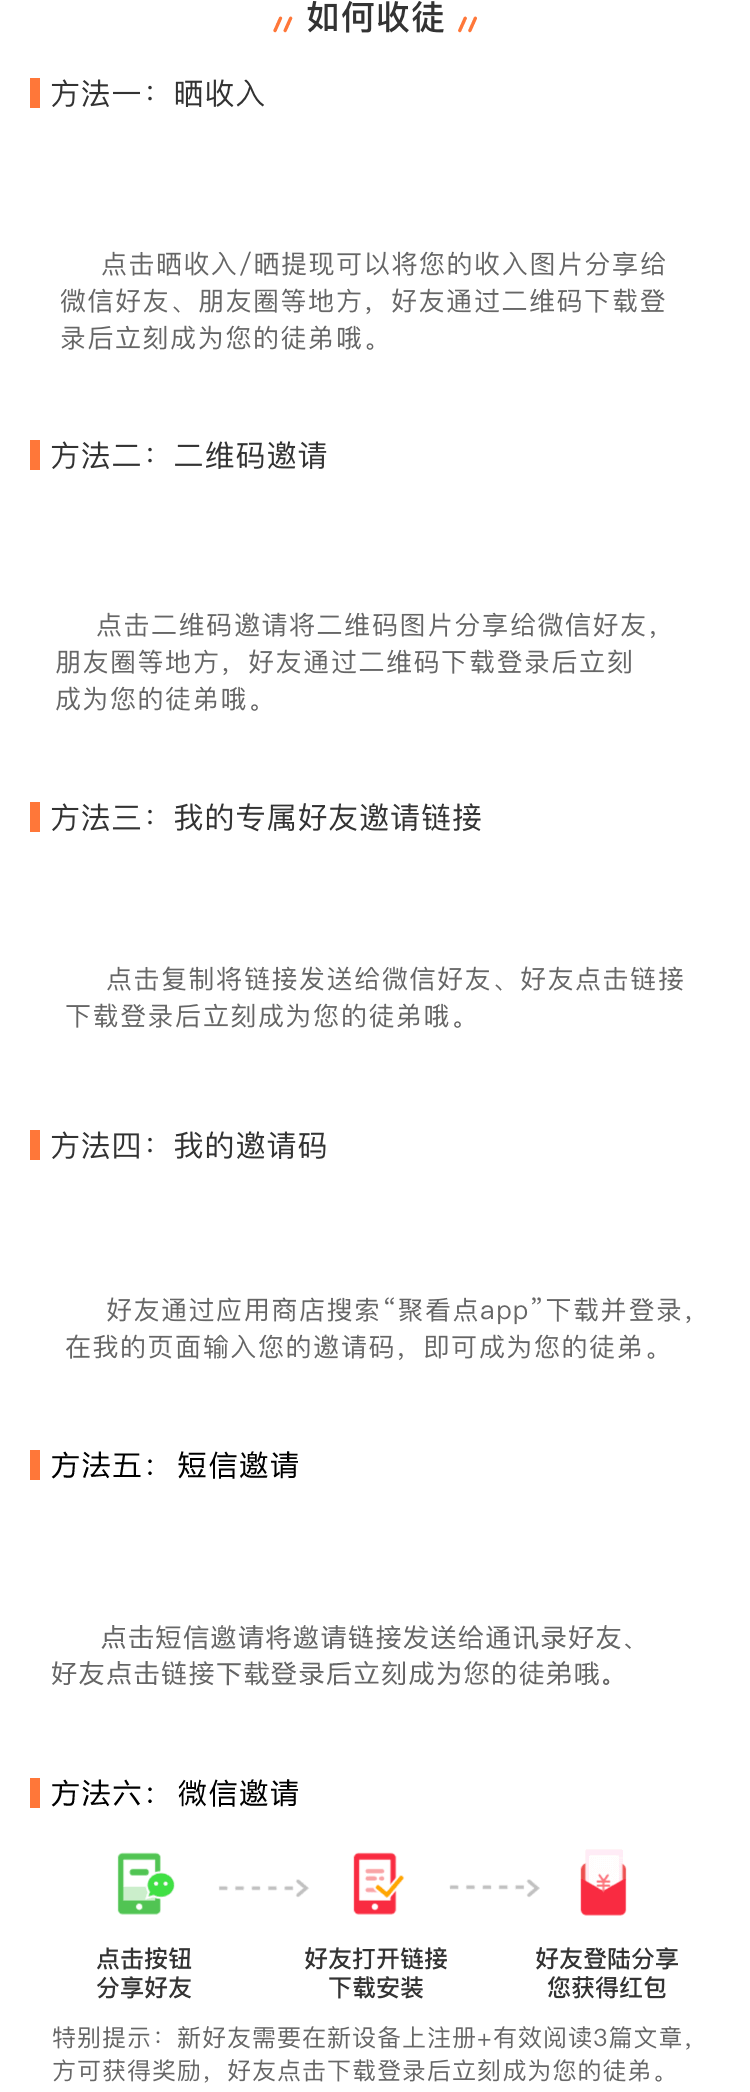 如何收徒
方法一：晒收入
点击晒收入/晒提现可以将您的收入图片分享给
微信好友、朋友圈等地方，好友通过二维码下载登
录后立刻成为您的徒弟哦。
方法二：二维码邀请
点击二维码邀请将二维码图片分享给微信好友，
朋友圈等地方，好友通过二维码下载登录后立刻
成为您的徒弟哦。
方法三：我的专属好友邀请链接
点击复制将链接发送给微信好友、好友点击链接
下载登录后立刻成为您的徒弟哦。
方法四：我的邀请码
好友通过应用商店搜索“聚看点app”下载并登录，
在我的页面输入您的邀请码，即可成为您的徒弟。
方法五：短信邀请
点击短信邀请将邀请链接发送给通讯录好友、
好友点击链接下载登录后立刻成为您的徒弟哦。
方法六：微信邀请
点击按钮
分享好友
好友打开链接
下载安装
好友登陆分享
您获得红包
特别提示：新好友需要在新设备上注册+有效阅读3篇文章，
方可获得奖励，好友点击下载登录后立刻成为您的徒弟。